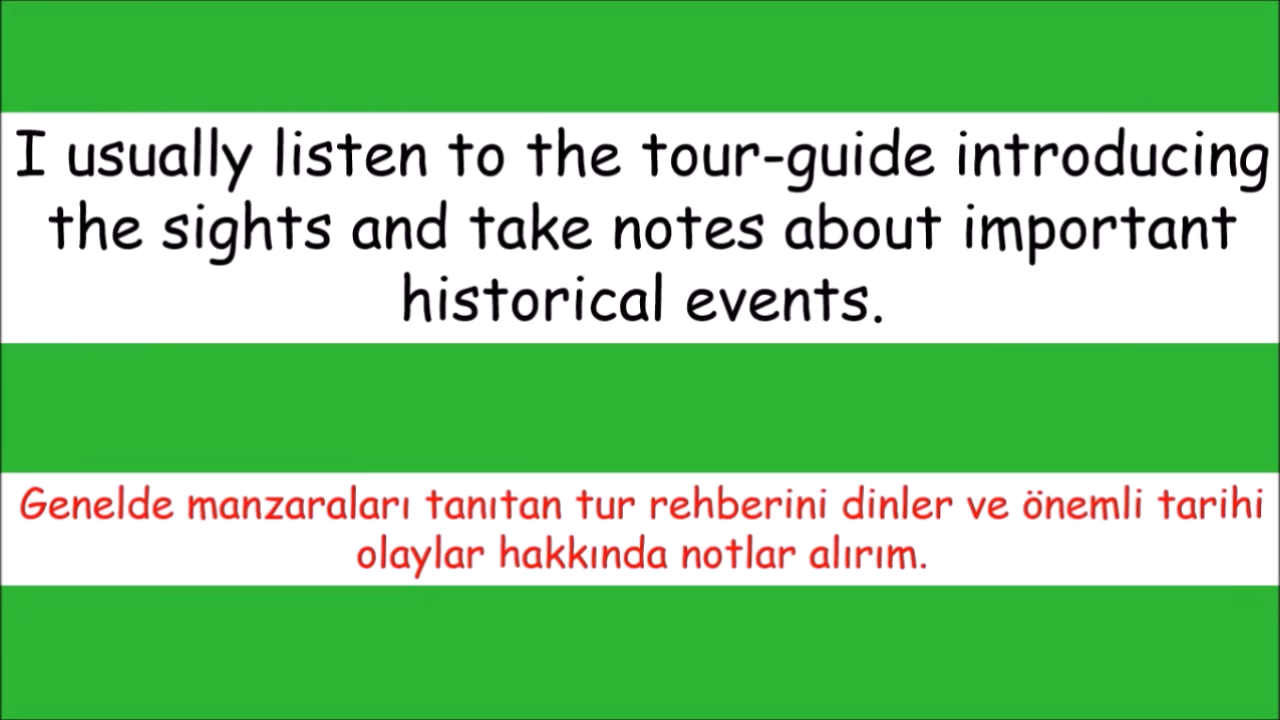 I usually listen to the tour-guide introducing
the sights and take notes about important
historical events.
Genelde manzaraları tanıtan tur rehberini dinler ve önemli tarihi
olaylar hakkında notlar alırım.